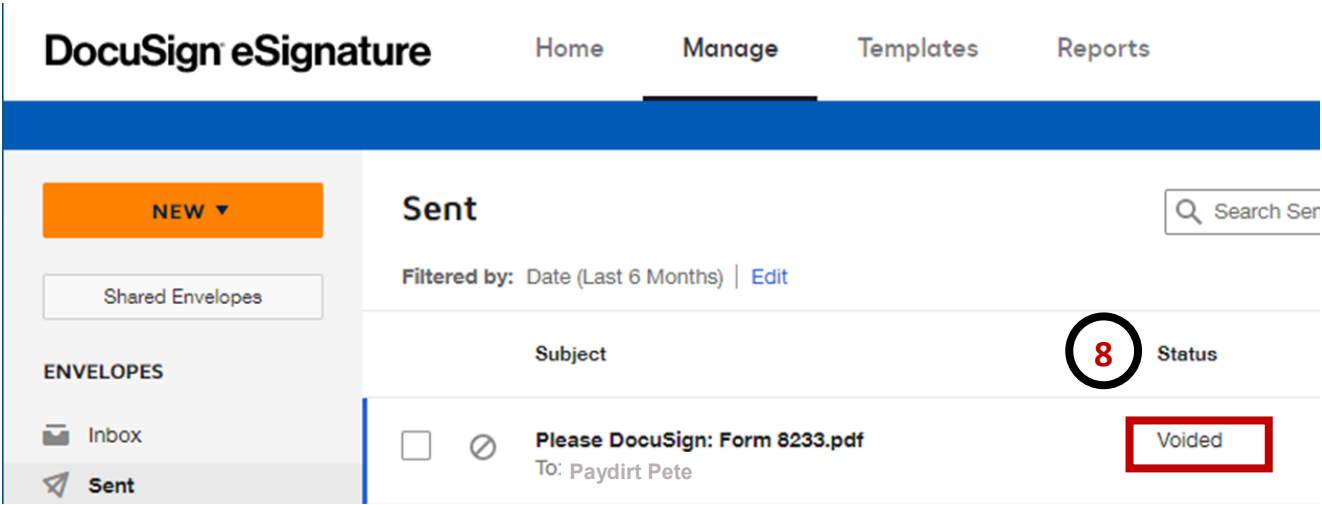 DocuSign eSignature Home Manage Templates Reports
NEW
Shared Envelopes
ENVELOPES
Inbox
Sent
Sent
Search
Filtered by: Date (Last 6 Months) | Edit
Subject 8 Status
Please DocuSign: Form 8233.pdf Voided
To: Paydirt Pete